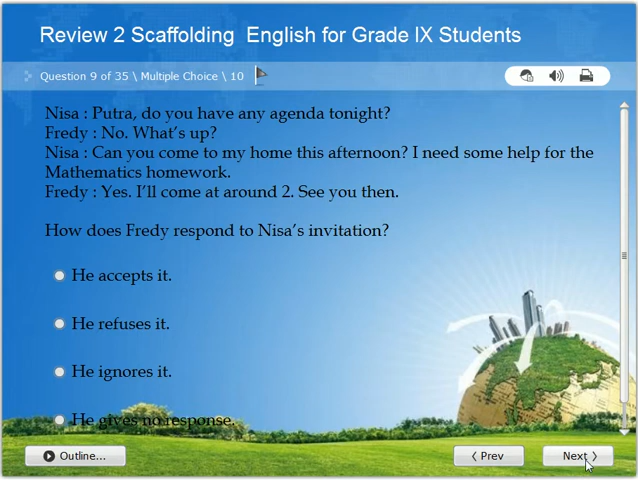 Review 2 Scaffolding English for Grade IX Students
Question 9 of 35 \ Multiple Choice \ 10
Nisa : Putra, do you have any agenda tonight?
Fredy : No. What's up?
Nisa : Can you come to my home this afternoon? I need some help for the
Mathematics homework.
Fredy : Yes. I'll come at around 2. See you then.
How does Fredy respond to Nisa's invitation?
He accepts it.
He refuses it.
He ignores it.
He gives no response.
Outline...
Prev
Next